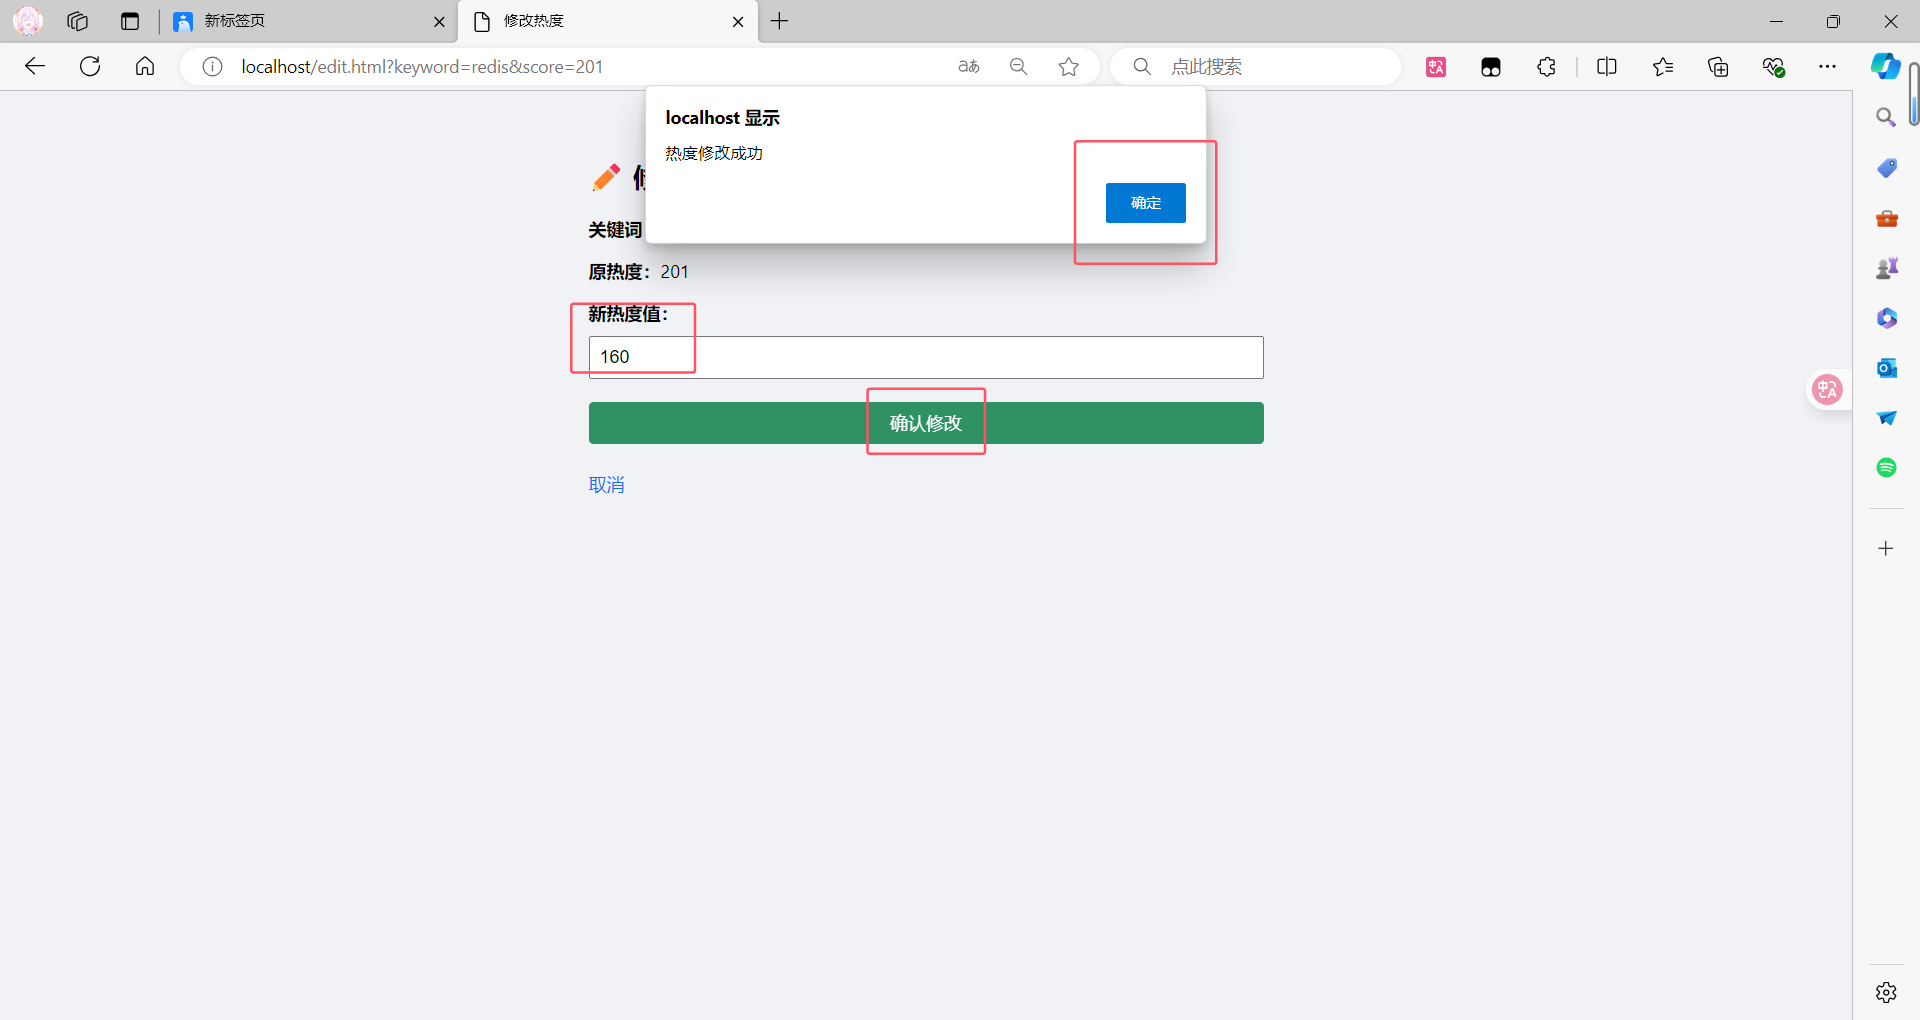 新标签页
修改热度
localhost/edit.html?keyword=redis&score=201
aあ
点此搜索
localhost 显示
热度修改成功
确定
关键词
原热度：201
新热度值：
160
确认修改
取消